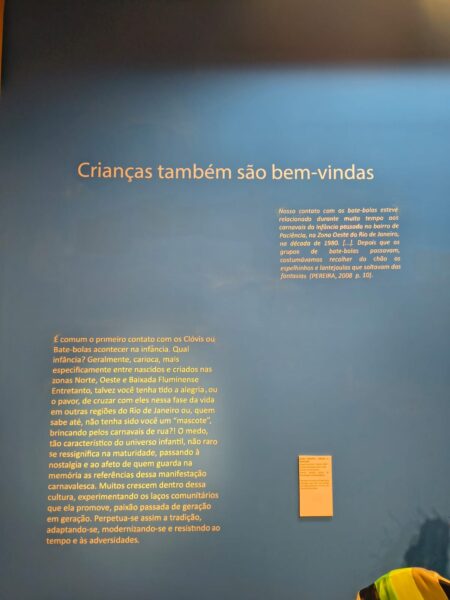 Crianças também são bem-vindas
Nosso contato com os bate-bolas esteve
relacionado durante muito tempo aos
carnavais da infância passada no bairro de
Paciência, na Zona Oeste do Rio de Janeiro,
na década de 1980. [...]. Depois que os
grupos de bate-bolas passavam,
costumávamos recolher do chão os
espelhinhos e lantejoulas que soltavam das
fantasias. (PEREIRA, 2008 p. 10).
É comum o primeiro contato com os Clóvis ou
Bate-bolas acontecer na infância. Qual
infância? Geralmente, carioca, mais
especificamente entre nascidos e criados nas
zonas Norte, Oeste e Baixada Fluminense
Entretanto, talvez você tenha tido a alegria, ou
o pavor, de cruzar com eles nessa fase da vida
em outras regiões do Rio de Janeiro ou, quem
sabe até, não tenha sido você um "mascote",
brincando pelos carnavais de rua?! O medo,
tão característico do universo infantil, não raro
se ressignifica na maturidade, passando à
nostalgia e ao afeto de quem guarda na
memória as referências dessa manifestação
carnavalesca. Muitos crescem dentro dessa
cultura, experimentando os laços comunitários
que ela promove, paixão passada de geração
em geração. Perpetua-se assim a tradição,
adaptando-se, modernizando-se e resistindo ao
tempo e às adversidades.